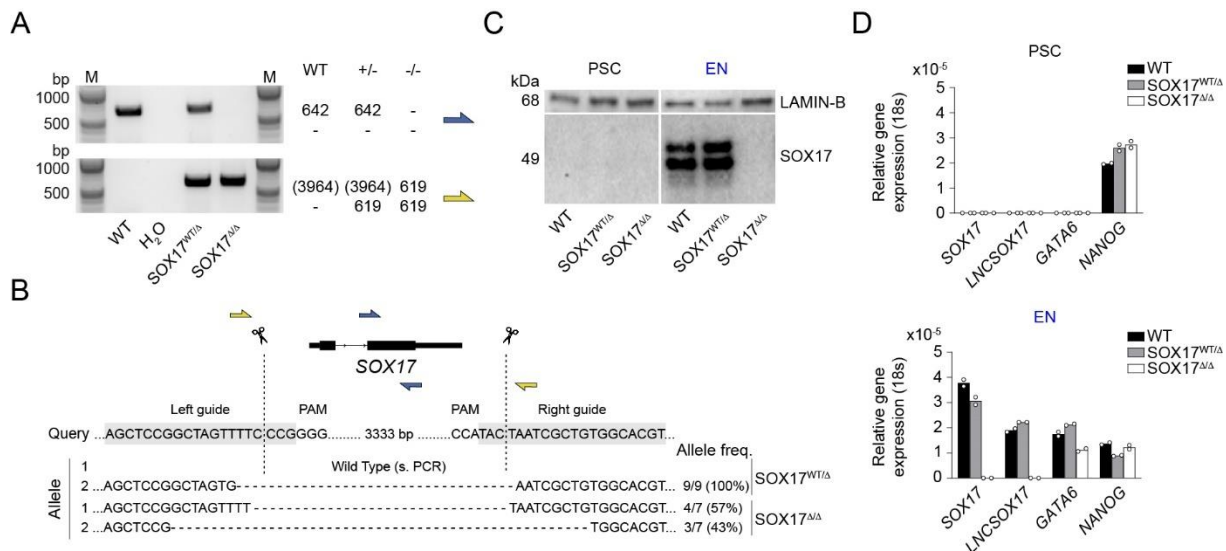 A
WT +/- -/-
bp M M
1000
500
642 642 -
- - -
bp
1000
500
(3964) (3964) 619
- 619 619
WT
H2O
SOX17WT/Δ
SOX17Δ/Δ
B
SOX17
Left guide PAM PAM Right guide
Query ...AGCTCCGGCTAGTTTTCCCGGGG....... 3333 bp ......CCATACTAATCGCTGTGGCACGT...
Allele freq.
Allele
1 Wild Type (s. PCR)
2 ...AGCTCCGGCTAGTG AATCGCTGTGGCACGT... 9/9 (100%)
SOX17WT/Δ
1 ...AGCTCCGGCTAGTTTT TAATCGCTGTGGCACGT... 4/7 (57%)
2 ...AGCTCCG TGGCACGT... 3/7 (43%)
SOX17Δ/Δ
C
kDa PSC EN
68 LAMIN-B
49 SOX17
WT
SOX17WT/Δ
SOX17Δ/Δ
WT
SOX17WT/Δ
SOX17Δ/Δ
D
PSC
x10-5
WT
SOX17WT/Δ
SOX17Δ/Δ
Relative gene
expression (18s)
5
4
3
2
1
0
SOX17
LNCSOX17
GATA6
NANOG
EN
x10-5
WT
SOX17WT/Δ
SOX17Δ/Δ
Relative gene
expression (18s)
5
4
3
2
1
0
SOX17
LNCSOX17
GATA6
NANOG